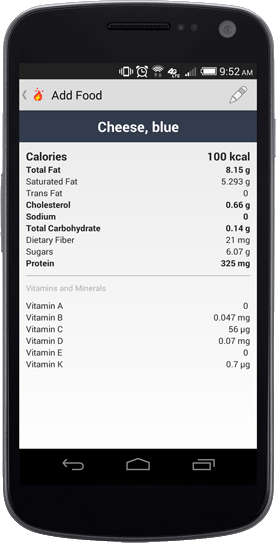 4G LTE 9:52 AM
Add Food
Cheese, blue
Calories 100 kcal
Total Fat 8.15 g
Saturated Fat 5.293 g
Trans Fat 0
Cholesterol 0.66 g
Sodium 0
Total Carbohydrate 0.14 g
Dietary Fiber 21 mg
Sugars 6.07 g
Protein 325 mg
Vitamins and Minerals
Vitamin A 0
Vitamin B 0.047 mg
Vitamin C 56 µg
Vitamin D 0.07 mg
Vitamin E 0
Vitamin K 0.7 µg